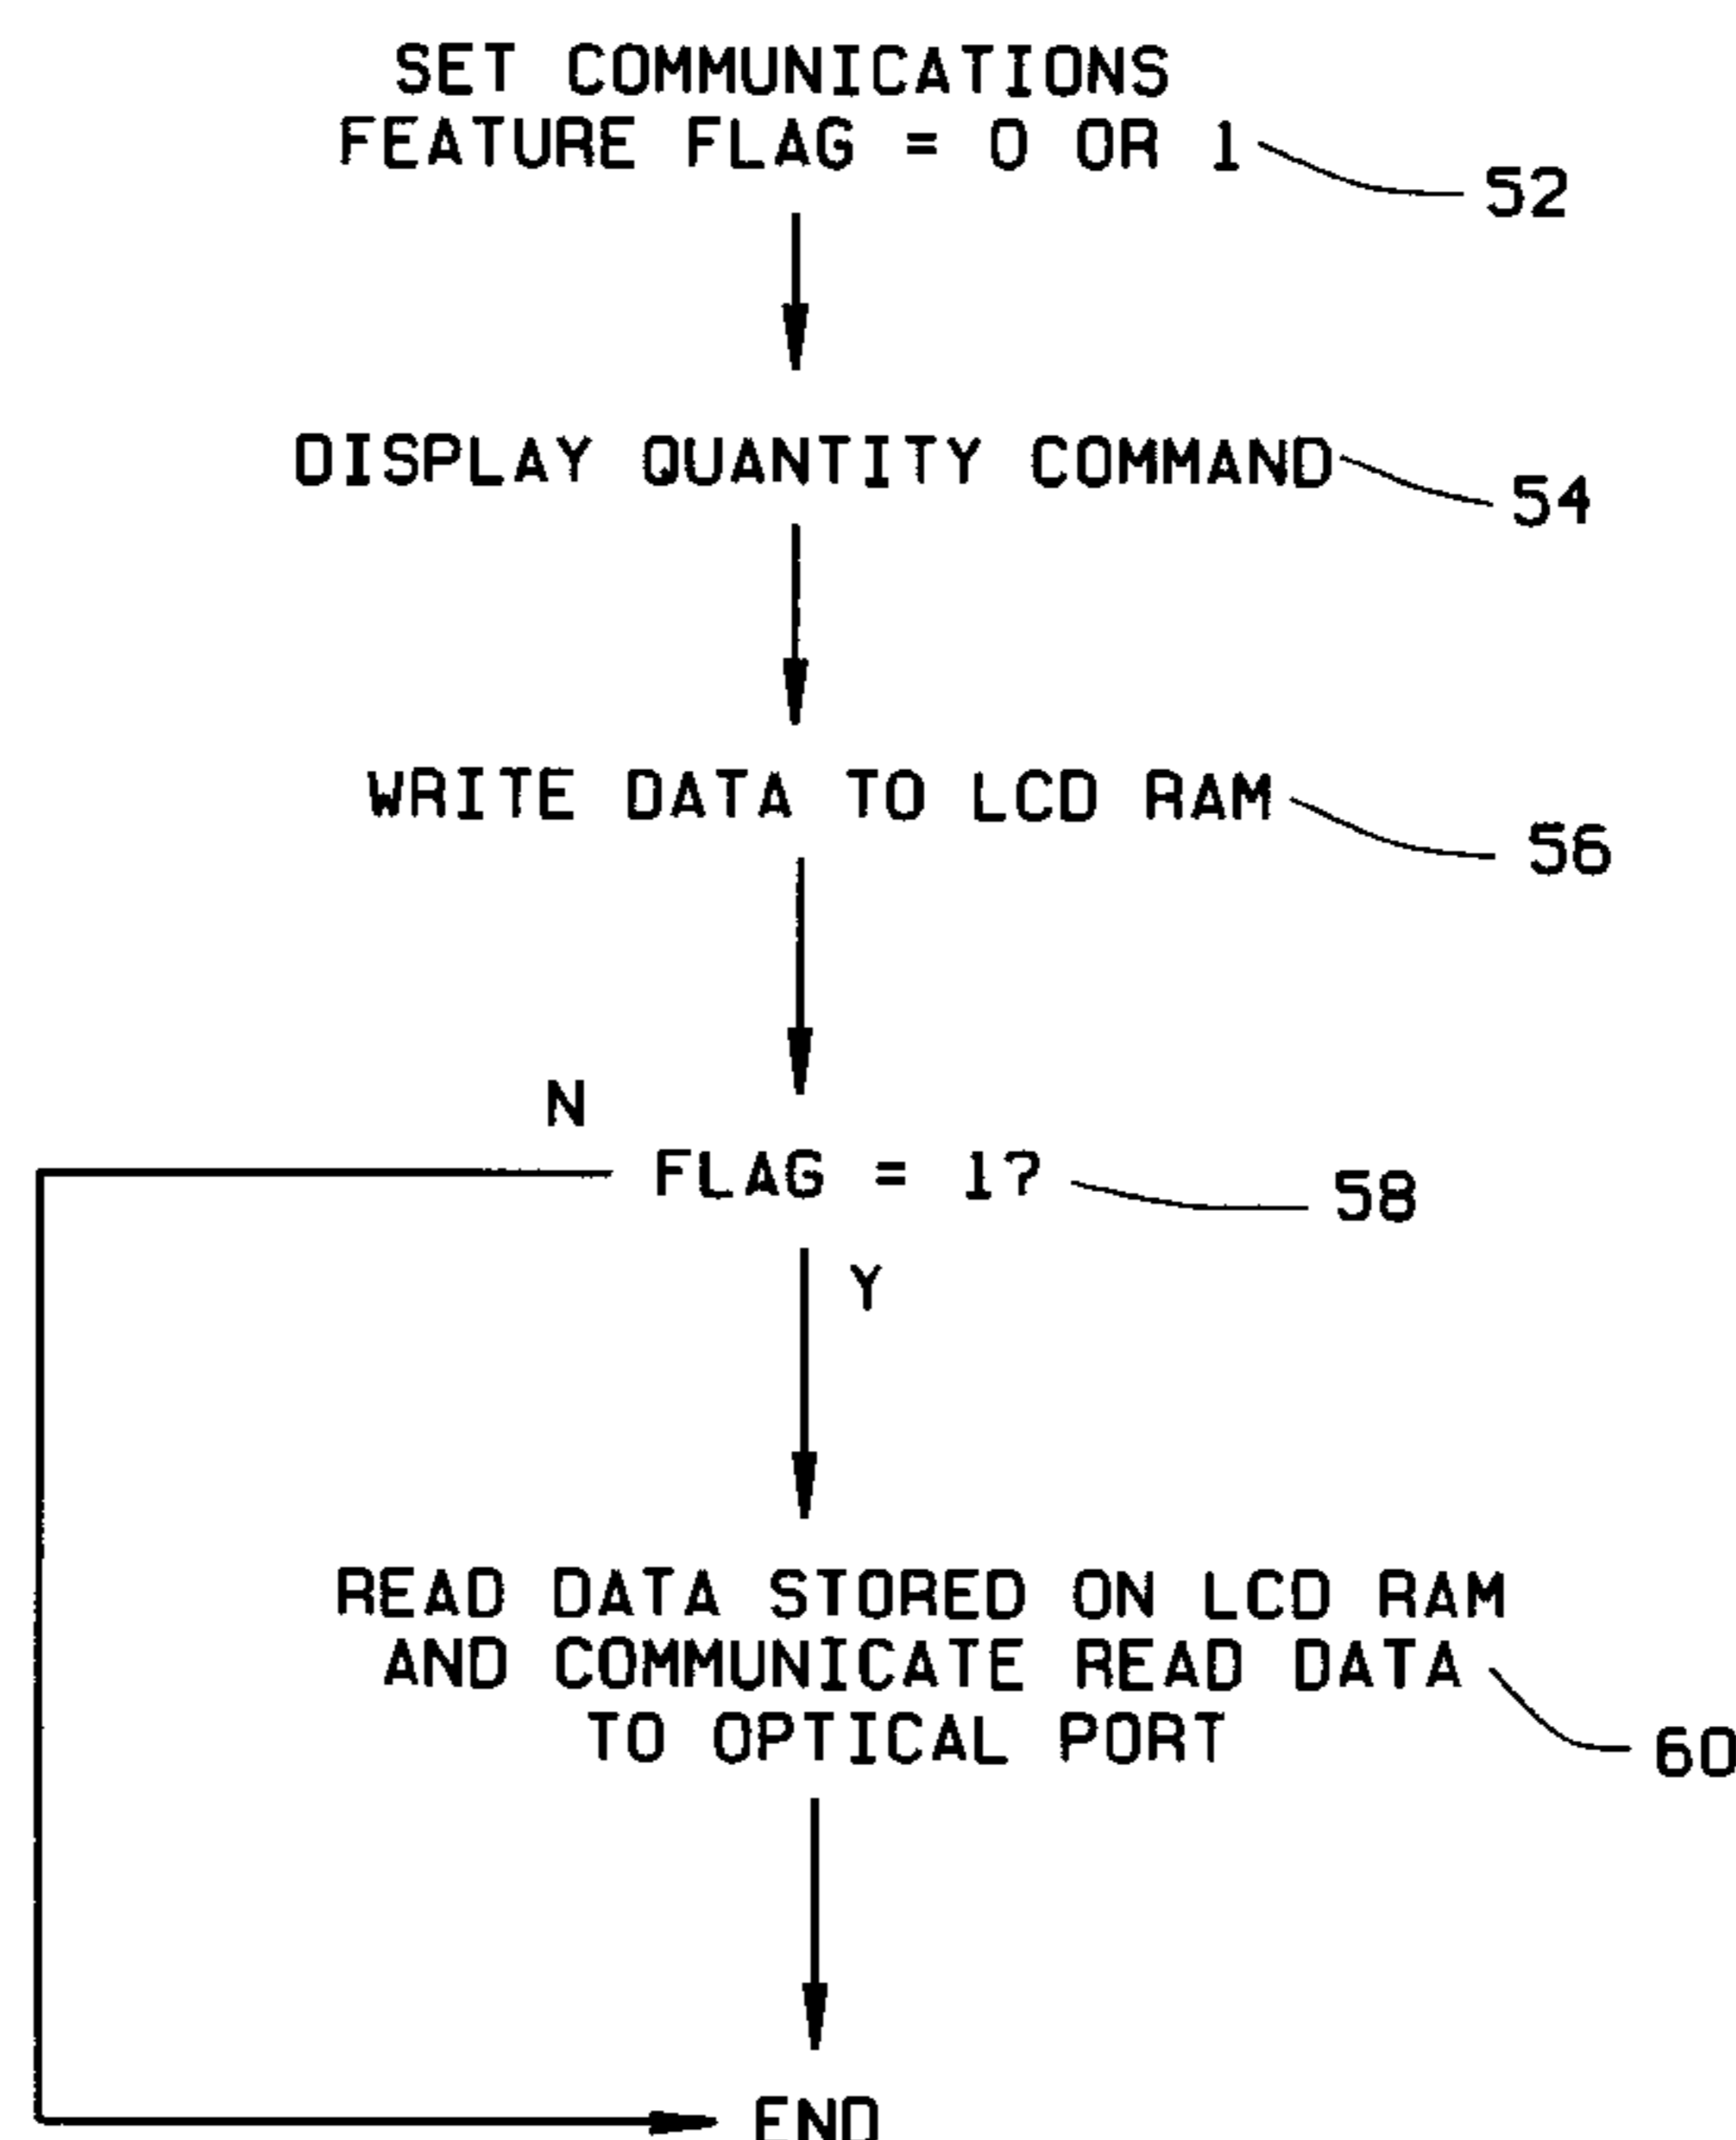 SET COMMUNICATIONS
FEATURE FLAG = 0 OR 1
52
DISPLAY QUANTITY COMMAND
54
WRITE DATA TO LCD RAM
56
N
FLAG = 1?
58
Y
READ DATA STORED ON LCD RAM
AND COMMUNICATE READ DATA
TO OPTICAL PORT
60
END